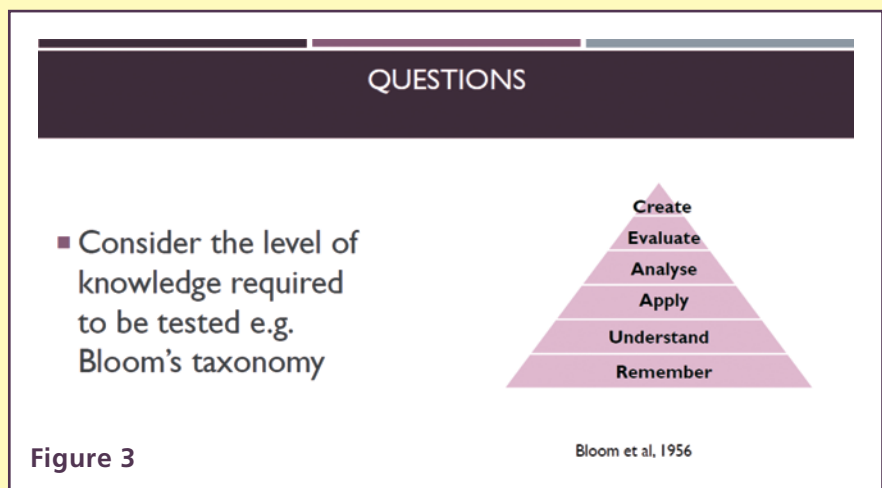 QUESTIONS
Consider the level of
knowledge required
to be tested e.g.
Bloom's taxonomy
Create
Evaluate
Analyse
Apply
Understand
Remember
Bloom et al, 1956
Figure 3